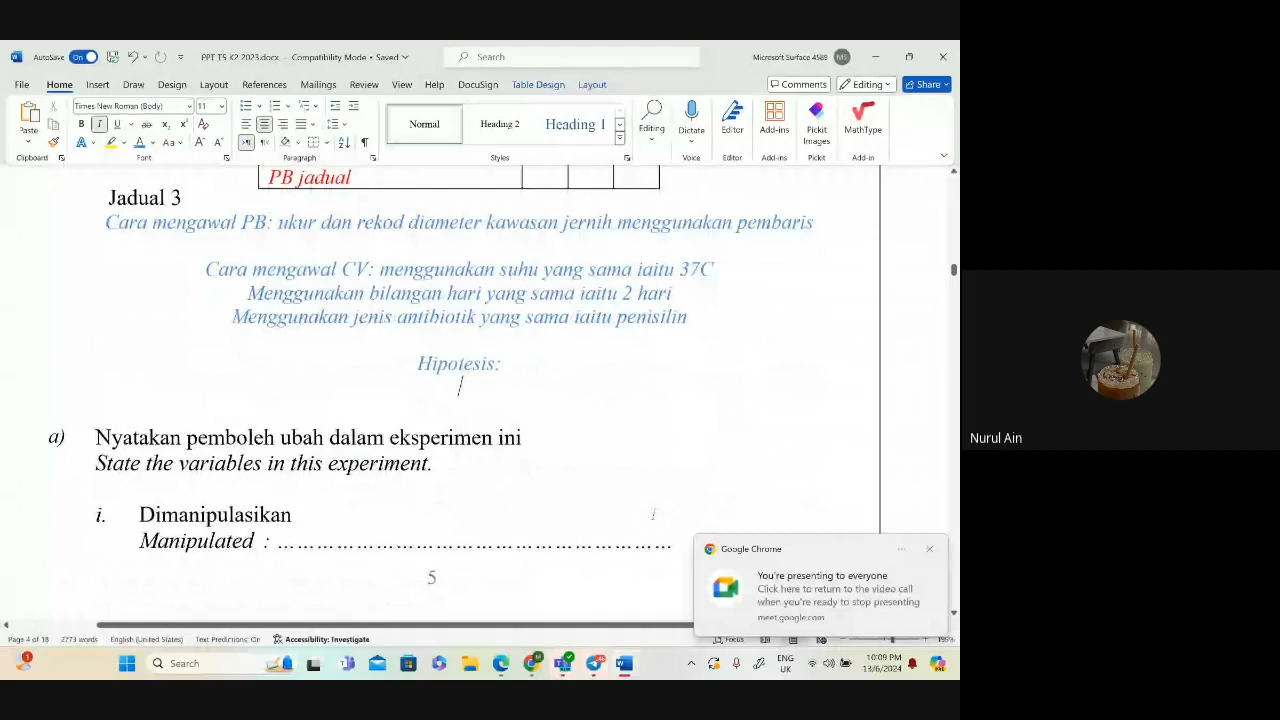 AutoSave On PPT T5 K2 2023.docx - Compatibility Mode • Saved Search Microsoft Surface 4589 MS
File Home Insert Draw Design Layout References Mailings Review View Help DocuSign Table Design Layout Comments Editing Share
Times New Roman (Body) 11
Paste Normal Heading 2 Heading 1 Editing Dictate Editor Add-ins Pickit Images MathType
Clipboard Font Paragraph Styles Voice Editor Add-ins Pickit Add-in
PB jadual
Jadual 3
Cara mengawal PB: ukur dan rekod diameter kawasan jernih menggunakan pembaris
Cara mengawal CV: menggunakan suhu yang sama iaitu 37C
Menggunakan bilangan hari yang sama iaitu 2 hari
Menggunakan jenis antibiotik yang sama iaitu penisilin
Hipotesis:
a) Nyatakan pemboleh ubah dalam eksperimen ini
State the variables in this experiment.
i. Dimanipulasikan
Manipulated : ………………………………………………………
5
Google Chrome
You're presenting to everyone
Click here to return to the video call
when you're ready to stop presenting
meet.google.com
Nurul Ain
Page 4 of 18 2773 words English (United States) Text Predictions: On Accessibility: Investigate Focus 195%
Search ENG UK 10:09 PM 13/6/2024